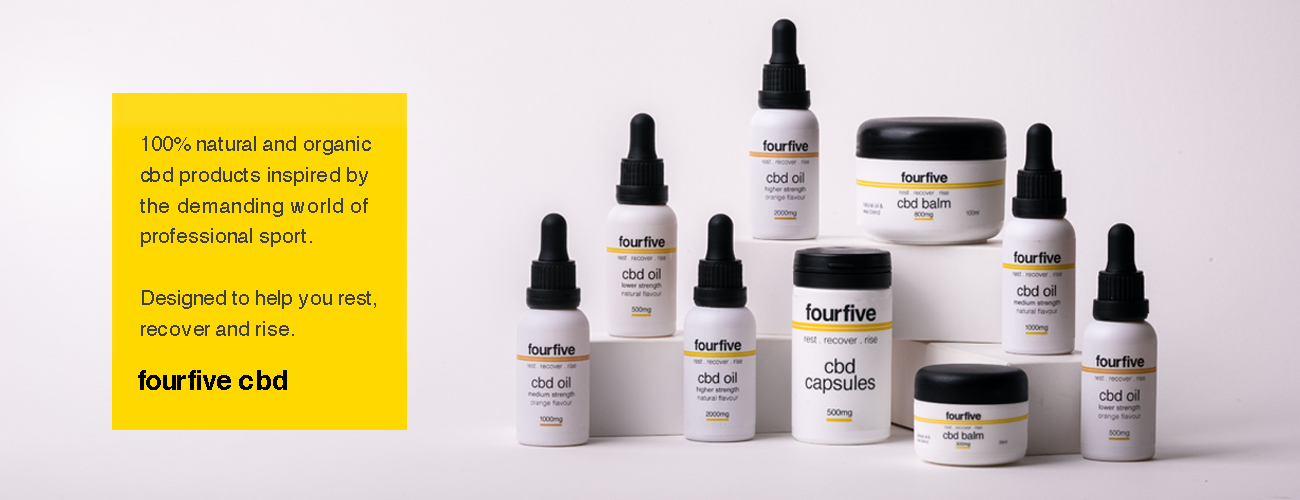 100% natural and organic
cbd products inspired by
the demanding world of
professional sport.
Designed to help you rest,
recover and rise.
fourfive cbd
fourfive
rest . recover . rise
cbd oil
medium strength
orange flavour
1000mg
fourfive
rest . recover . rise
cbd oil
lower strength
natural flavour
500mg
fourfive
rest . recover . rise
cbd oil
higher strength
natural flavour
2000mg
fourfive
rest . recover . rise
cbd oil
higher strength
orange flavour
2000mg
fourfive
rest . recover . rise
cbd
capsules
500mg
fourfive
rest . recover . rise
cbd balm
800mg
100ml
fourfive
rest . recover . rise
cbd balm
fourfive
rest . recover . rise
cbd oil
medium strength
natural flavour
1000mg
fourfive
rest . recover . rise
cbd oil
lower strength
orange flavour
500mg